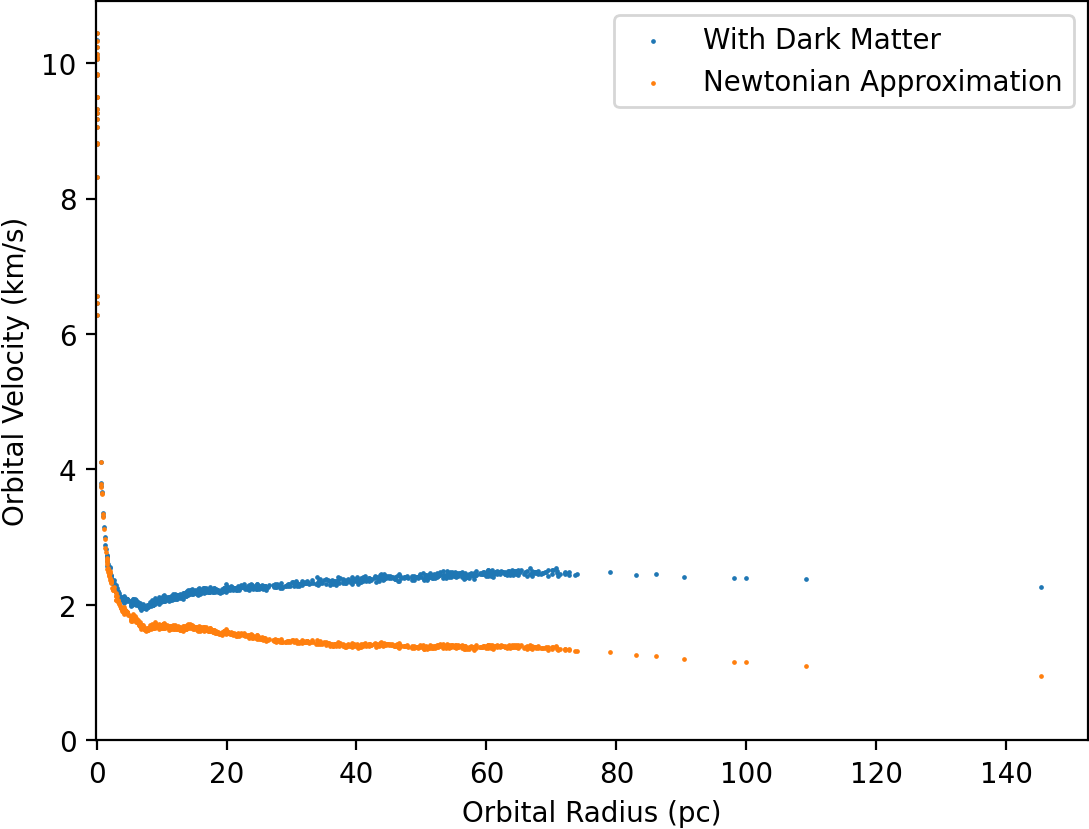 With Dark Matter
Newtonian Approximation
Orbital Velocity (km/s)
10
8
6
4
2
0
0 20 40 60 80 100 120 140
Orbital Radius (pc)